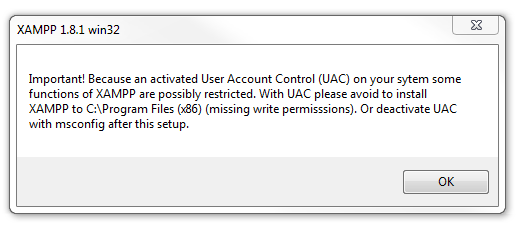 XAMPP 1.8.1 win32
Important! Because an activated User Account Control (UAC) on your sytem some
functions of XAMPP are possibly restricted. With UAC please avoid to install
XAMPP to C:\Program Files (x86) (missing write permisssions). Or deactivate UAC
with msconfig after this setup.
OK